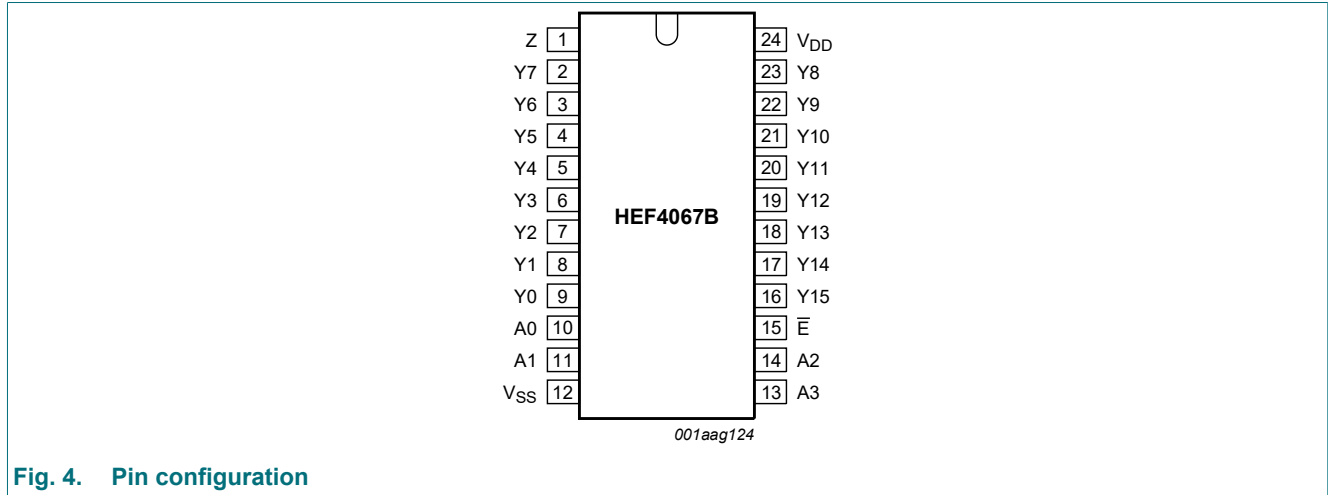 Z 1 24 VDD
Y7 2 23 Y8
Y6 3 22 Y9
Y5 4 21 Y10
Y4 5 20 Y11
Y3 6 19 Y12
HEF4067B
Y2 7 18 Y13
Y1 8 17 Y14
Y0 9 16 Y15
A0 10 15 E̅
A1 11 14 A2
VSS 12 13 A3
001aag124
Fig. 4. Pin configuration